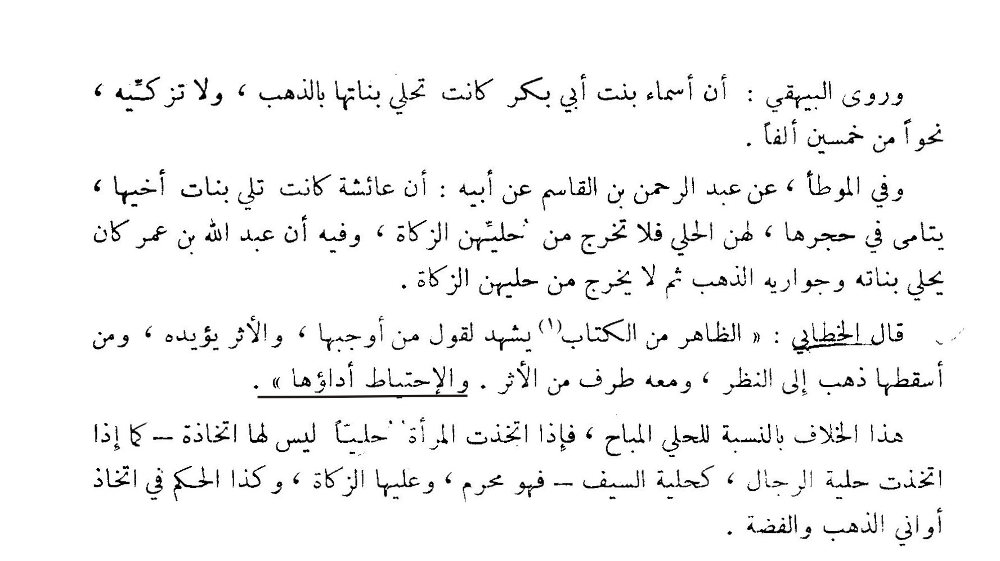 وروى البيهقي : أن أسماء بنت أبي بكر كانت تحلي بناتها بالذهب ، ولا تزكّيه ،
نحواً من خمسين ألفاً .
وفي الموطأ ، عن عبد الرحمن بن القاسم عن أبيه : أن عائشة كانت تلي بنات أخيها ،
يتامى في حجرها ، لهن الحلي فلا تخرج من حُليّهن الزكاة ، وفيه أن عبد الله بن عمر كان
يحلي بناته وجواريه الذهب ثم لا يخرج من حليهن الزكاة .
قال الخطابي : « الظاهر من الكتاب(١) يشهد لقول من أوجبها ، والأثر يؤيده ، ومن
أسقطها ذهب إلى النظر ، ومعه طرف من الأثر . والإحتياط أداؤها » .
هذا الخلاف بالنسبة للحلي المباح ، فإذا اتخذت المرأة حُليّاً ليس لها اتخاذة – كما إذا
اتخذت حلية الرجال ، كحلية السيف – فهو محرم ، وعليها الزكاة ، وكذا الحكم في اتخاذ
أواني الذهب والفضة .